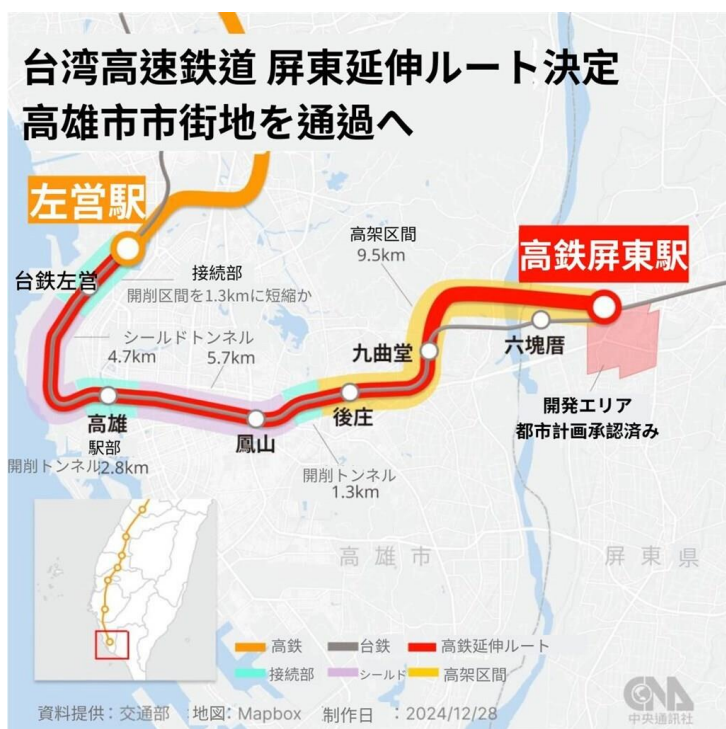 台湾高速鉄道 屏東延伸ルート決定
高雄市市街地を通過へ
左営駅
高架区間
9.5km
高鉄屏東駅
台鉄左営
接続部
開削区間を1.3kmに短縮か
シールドトンネル
4.7km
5.7km
九曲堂
六塊厝
高雄
駅部
開削トンネル2.8km
鳳山
後庄
開発エリア
都市計画承認済み
開削トンネル
1.3km
高雄市
屏東県
高鉄
台鉄
高鉄延伸ルート
接続部
シールド
高架区間
資料提供：交通部 地図: Mapbox 制作日 ：2024/12/28
CNA
中央通訊社